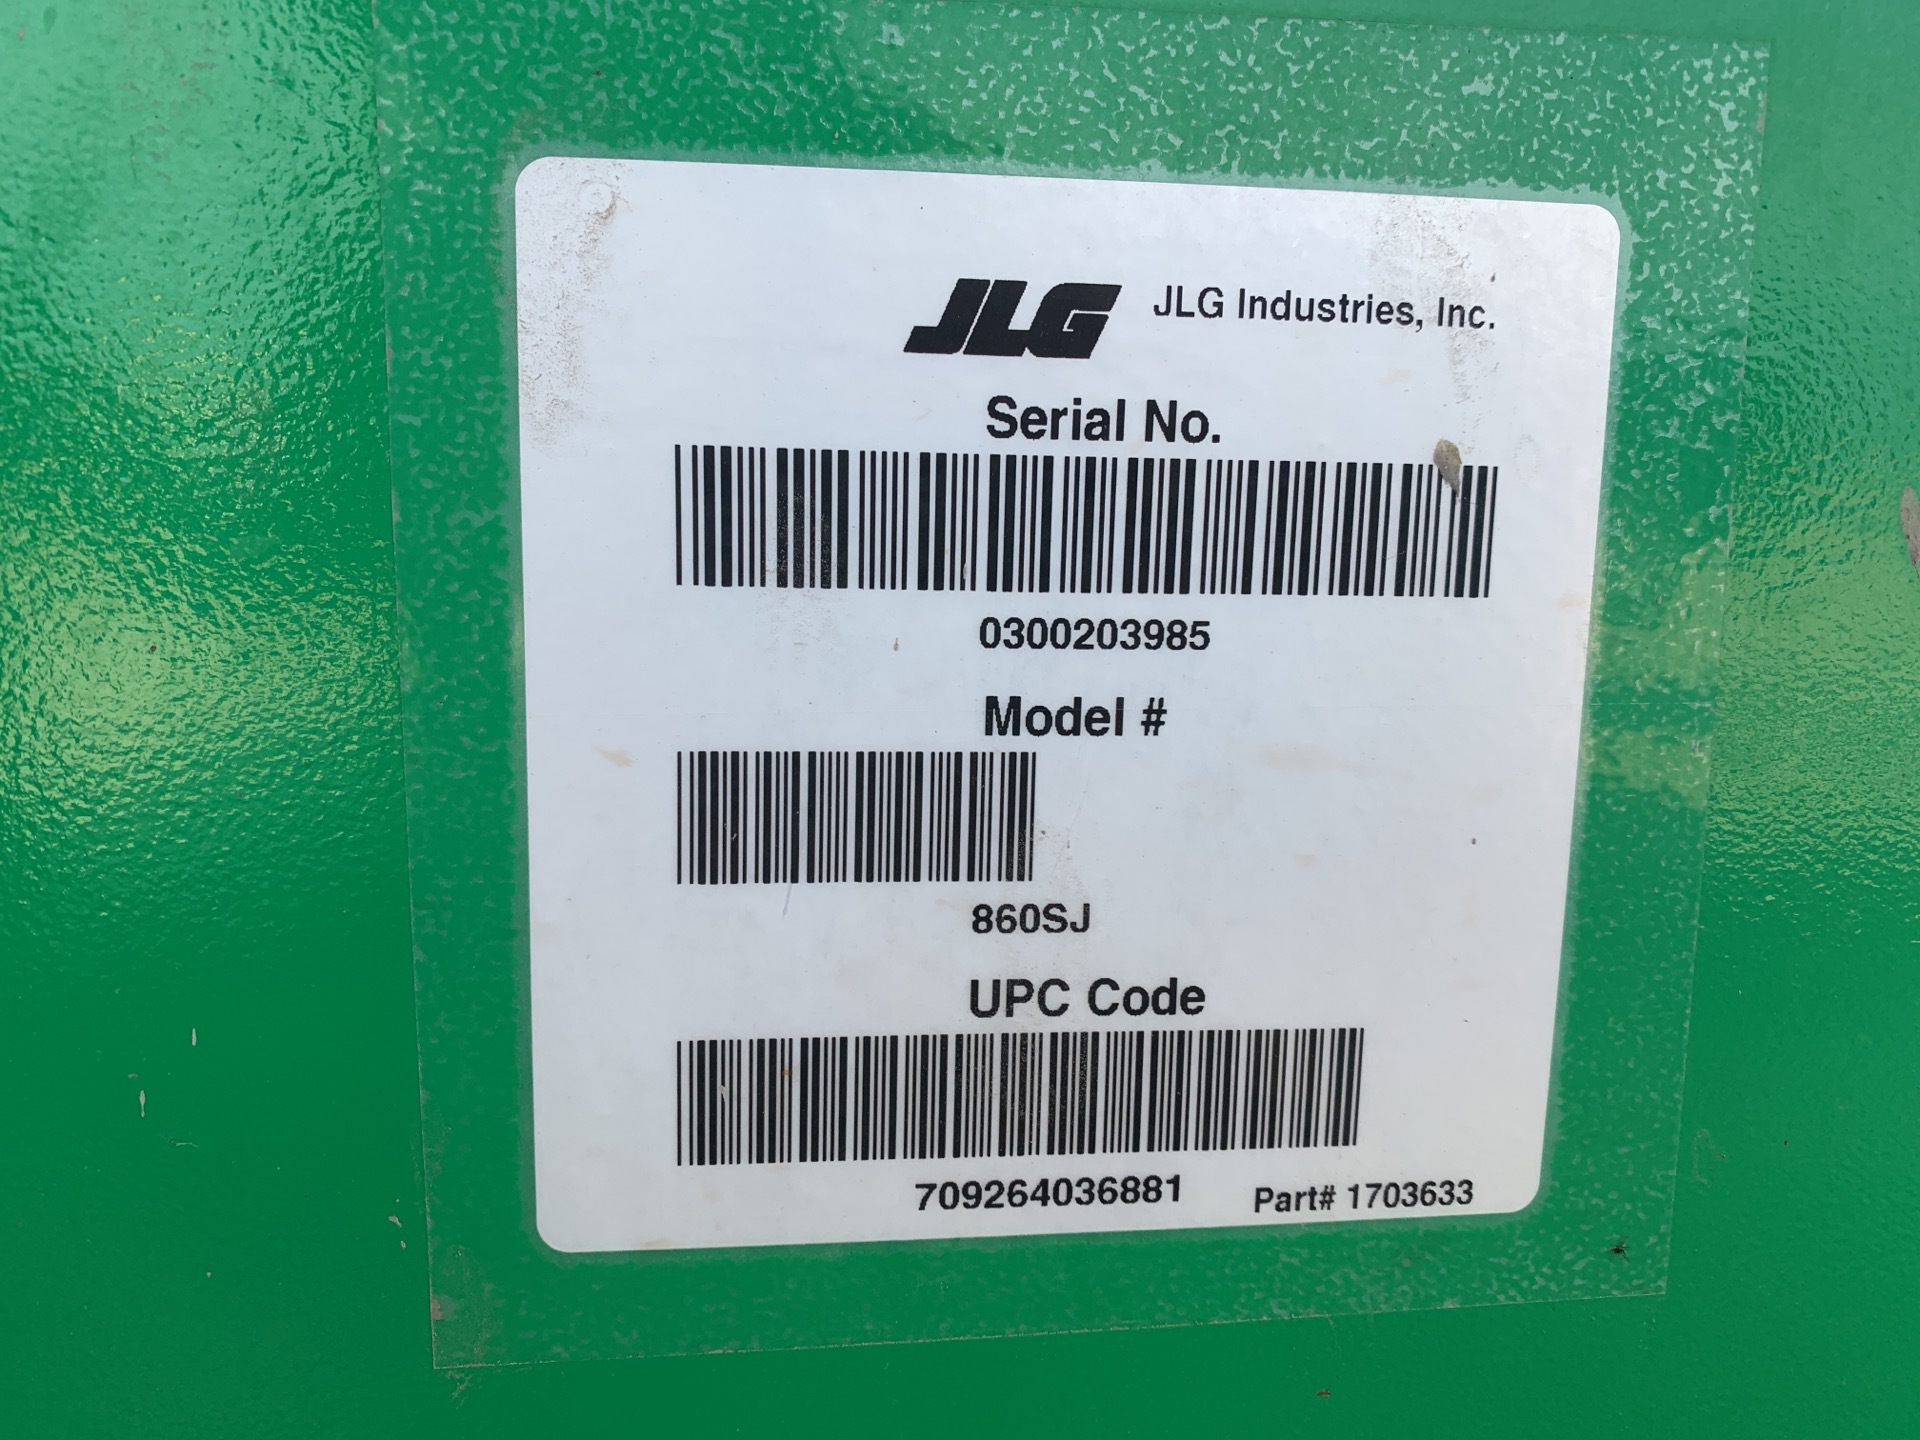 JLG JLG Industries, Inc.
Serial No.
0300203985
Model #
860SJ
UPC Code
709264036881 Part# 1703633